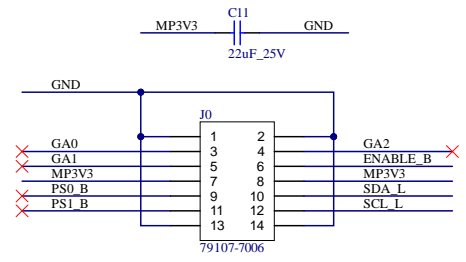 C11
MP3V3 GND
22uF_25V
GND
J0
1 2
GA0 3 4 GA2
GA1 5 6 ENABLE_B
MP3V3 7 8 MP3V3
PS0_B 9 10 SDA_L
PS1_B 11 12 SCL_L
13 14
79107-7006